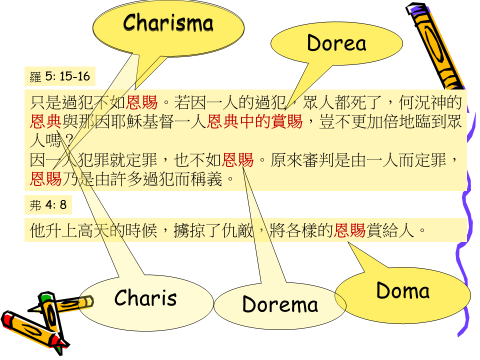 Charisma
Dorea
羅 5: 15-16
只是過犯不如恩賜。若因一人的過犯，眾人都死了，何況神的
恩典與那因耶穌基督一人恩典中的賞賜，豈不更加倍地臨到眾
人嗎？
因一人犯罪就定罪，也不如恩賜。原來審判是由一人而定罪，
恩賜乃是由許多過犯而稱義。
弗 4: 8
他升上高天的時候，擄掠了仇敵，將各樣的恩賜賞給人。
Charis
Dorema
Doma